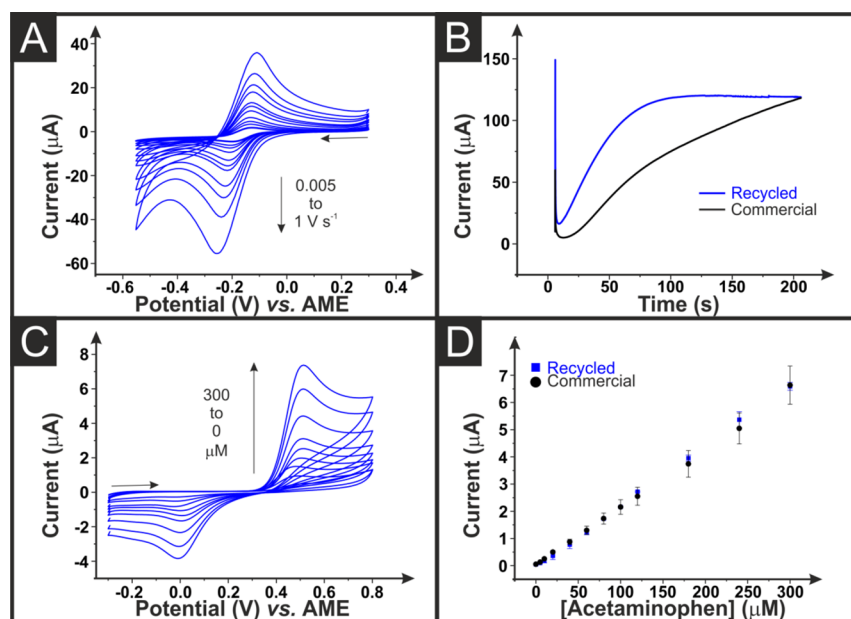 A
Current (μA)
40
20
0
-20
-40
-60
0.005
to
1 V s⁻¹
-0.6
-0.4
-0.2
0.0
0.2
0.4
Potential (V) vs. AME
B
Current (μA)
150
100
50
0
Recycled
Commercial
0
50
100
150
200
Time (s)
C
Current (μA)
8
6
4
2
0
-2
-4
300
to
0
μM
-0.2
0.0
0.2
0.4
0.6
0.8
Potential (V) vs. AME
D
Recycled
Commercial
Current (μA)
7
6
5
4
3
2
1
0
0
50
100
150
200
250
300
[Acetaminophen] (μM)